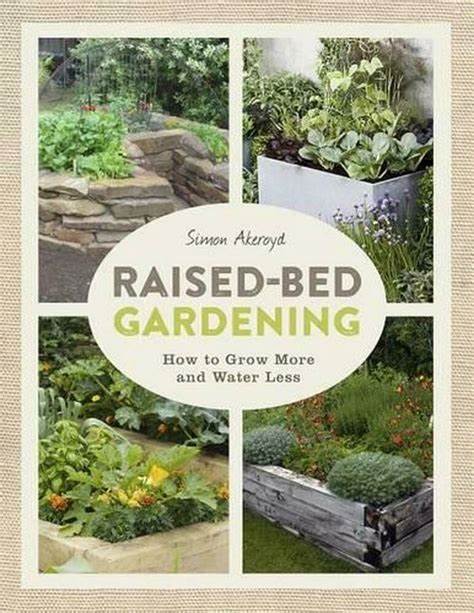 Simon Akeroyd
RAISED-BED
GARDENING
How to Grow More
and Water Less